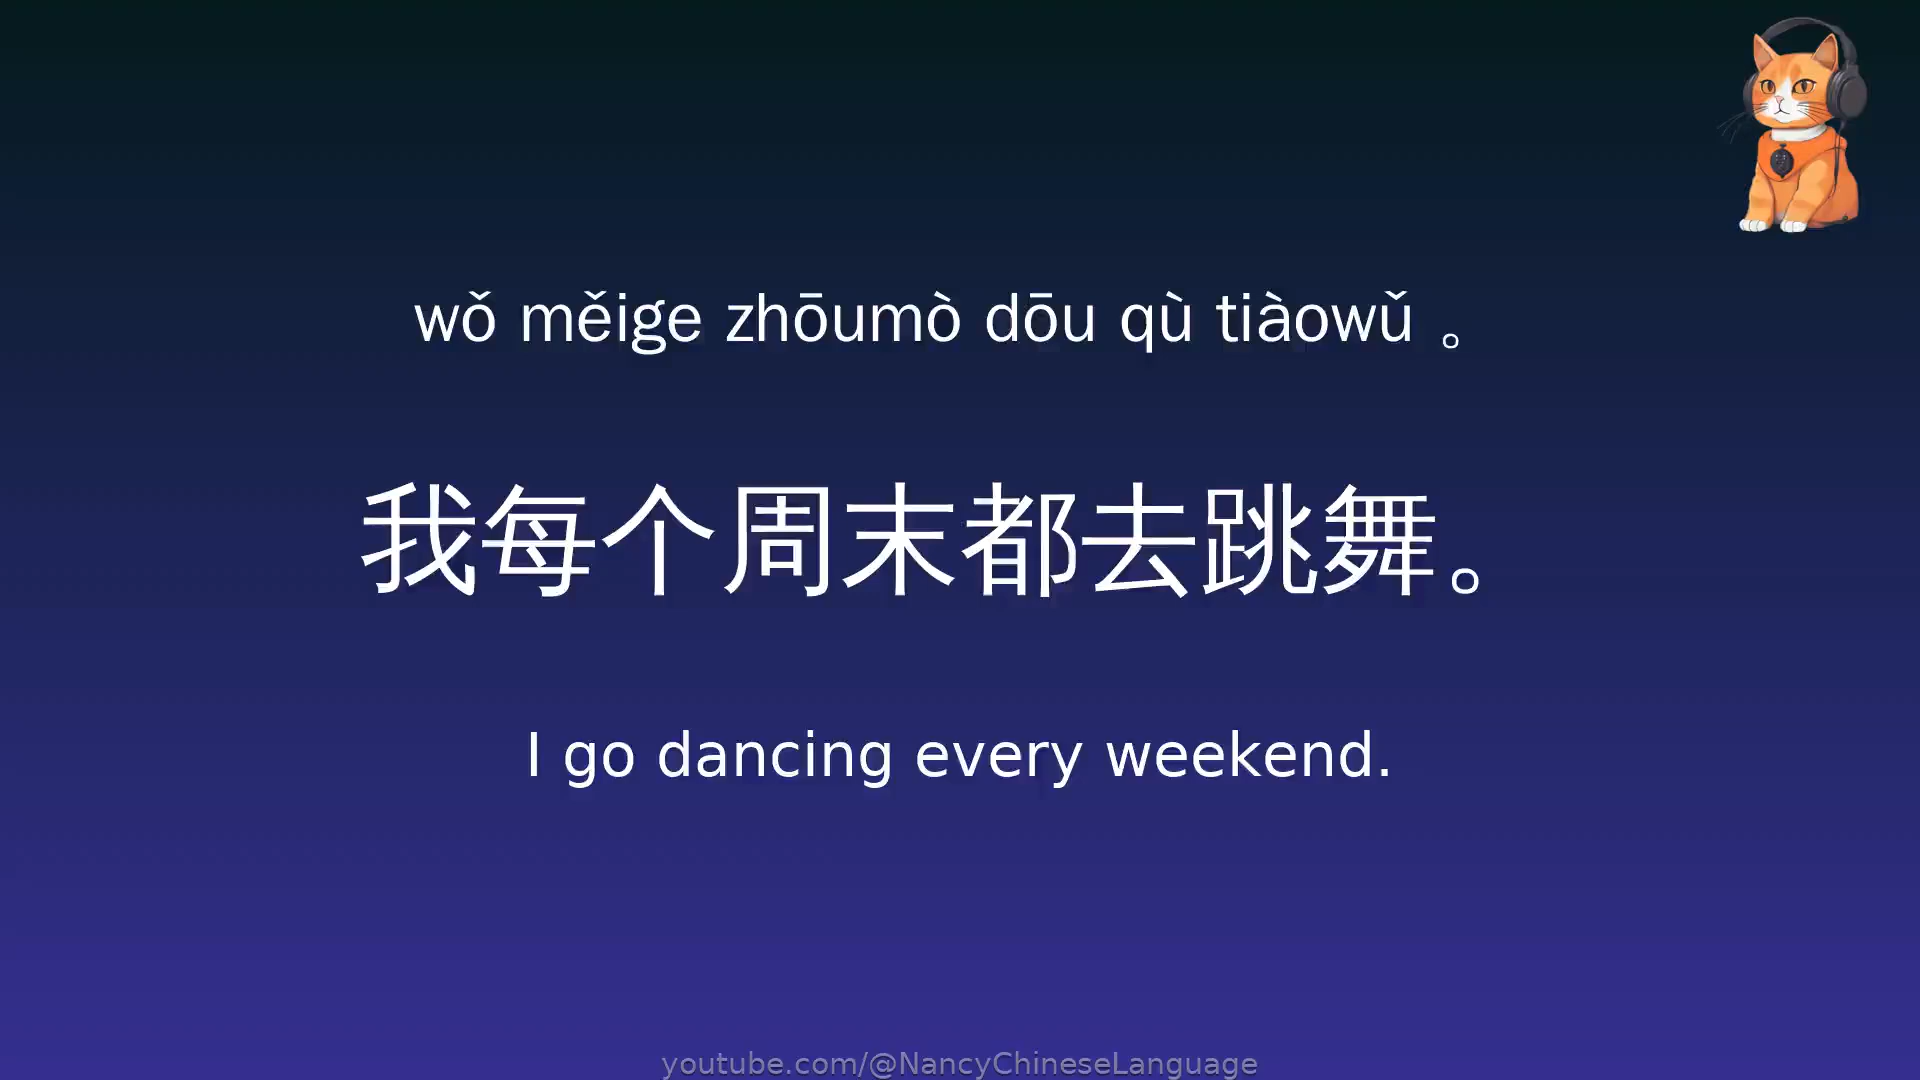 wǒ měige zhōumò dōu qù tiàowǔ 。
我每个周末都去跳舞。
I go dancing every weekend.
youtube.com/@NancyChineseLanguage